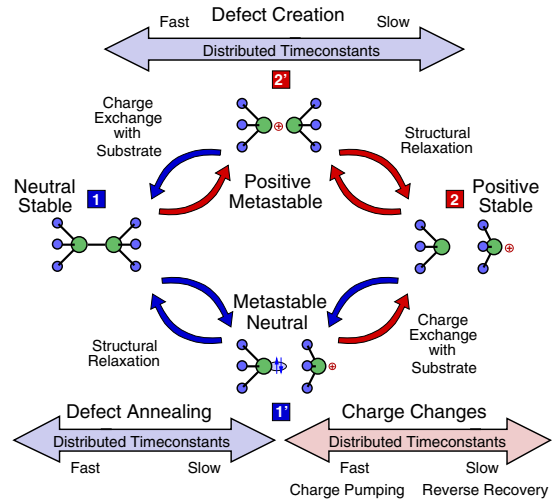 Defect Creation
Fast
Slow
Distributed Timeconstants
2'
Charge
Exchange
with
Substrate
Structural
Relaxation
Positive
Metastable
Neutral
Stable
1
2
Positive
Stable
Metastable
Neutral
Structural
Relaxation
Charge
Exchange
with
Substrate
1'
Defect Annealing
Charge Changes
Distributed Timeconstants
Distributed Timeconstants
Fast
Slow
Fast
Slow
Charge Pumping
Reverse Recovery